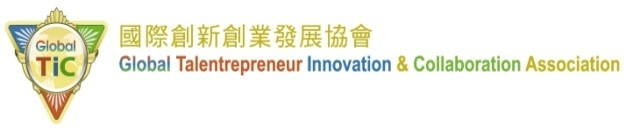 Global
TiC
國際創新創業發展協會
Global Talentrepreneur Innovation & Collaboration Association